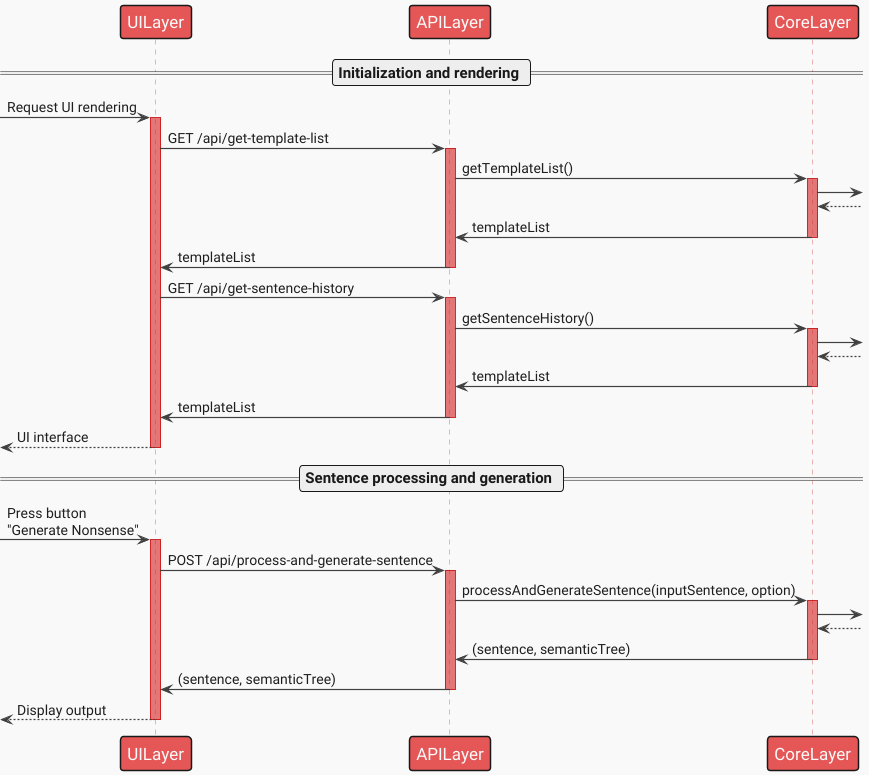 UILayer
APILayer
CoreLayer
Initialization and rendering
Request UI rendering
GET /api/get-template-list
getTemplateList()
templateList
templateList
GET /api/get-sentence-history
getSentenceHistory()
templateList
templateList
UI interface
Sentence processing and generation
Press button
"Generate Nonsense"
POST /api/process-and-generate-sentence
processAndGenerateSentence(inputSentence, option)
(sentence, semanticTree)
(sentence, semanticTree)
Display output
UILayer
APILayer
CoreLayer